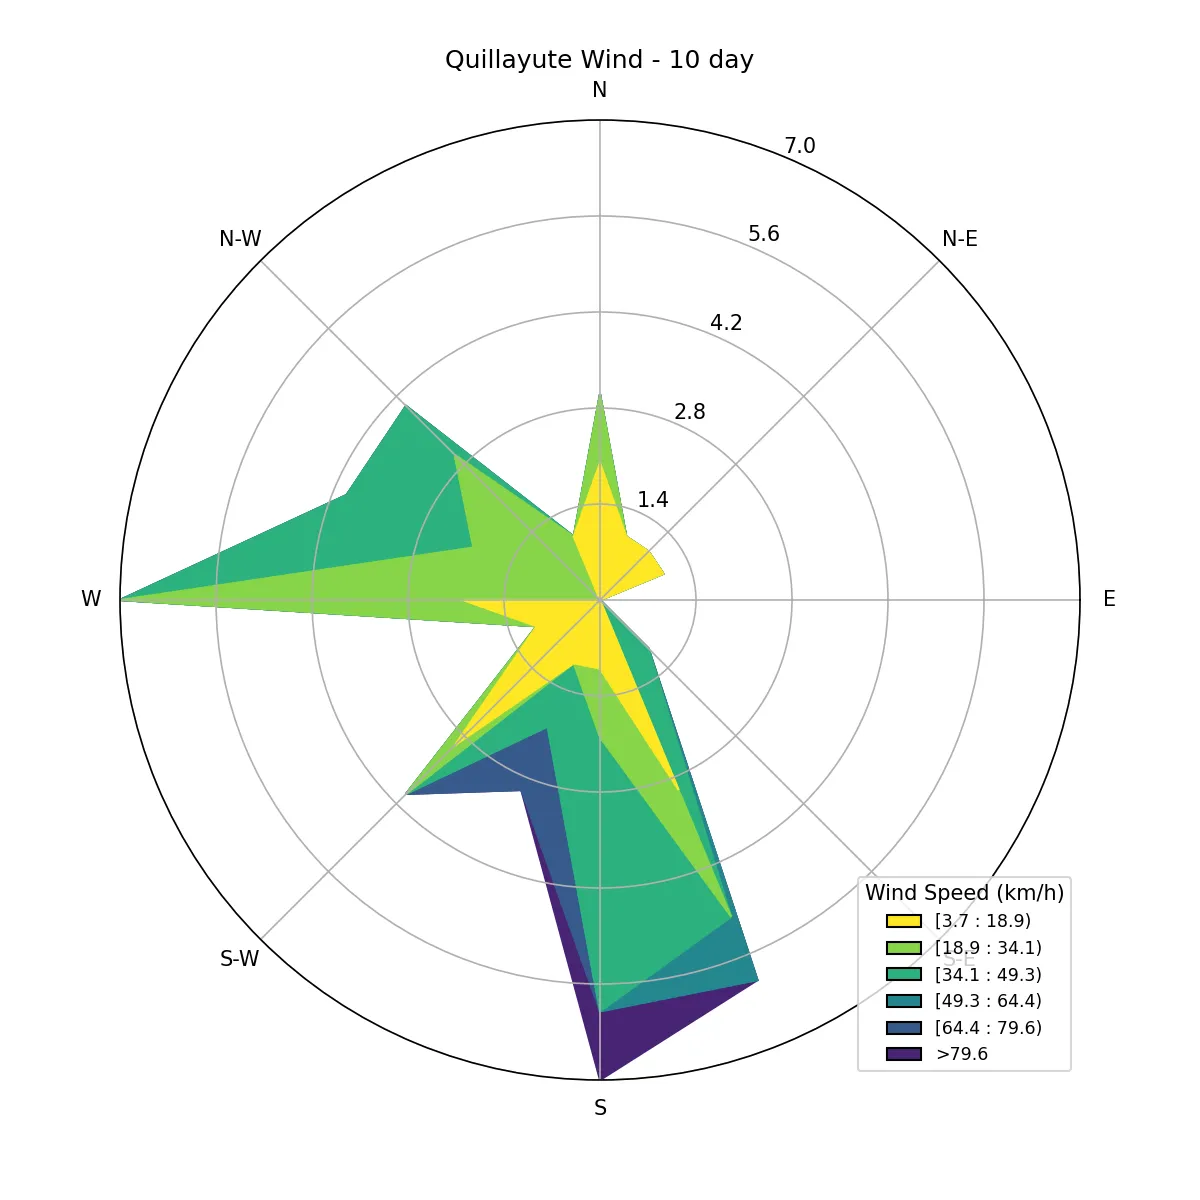 Quillayute Wind - 10 day
N
7.0
N-W
5.6
N-E
4.2
2.8
1.4
W
E
Wind Speed (km/h)
[3.7 : 18.9)
[18.9 : 34.1)
S-W
S-E
[34.1 : 49.3)
[49.3 : 64.4)
[64.4 : 79.6)
>79.6
S